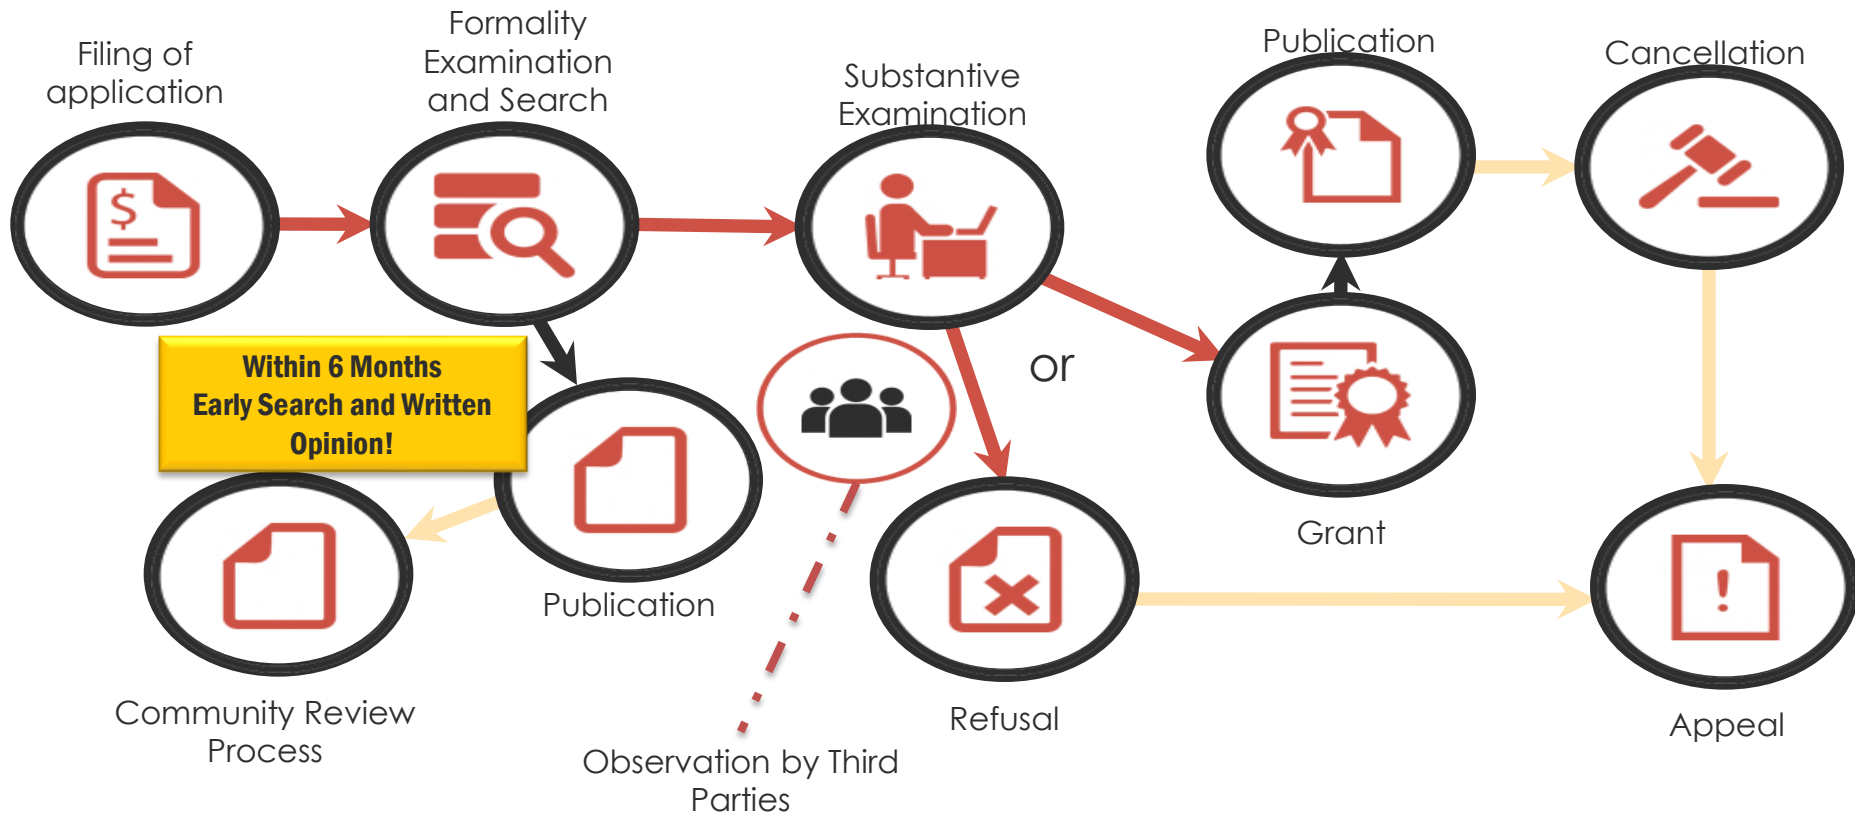 Filing of
application
Formality
Examination
and Search
Substantive
Examination
Publication
Cancellation
$
Within 6 Months
Early Search and Written
Opinion!
or
Grant
Publication
!
Community Review
Process
Refusal
Appeal
Observation by Third
Parties